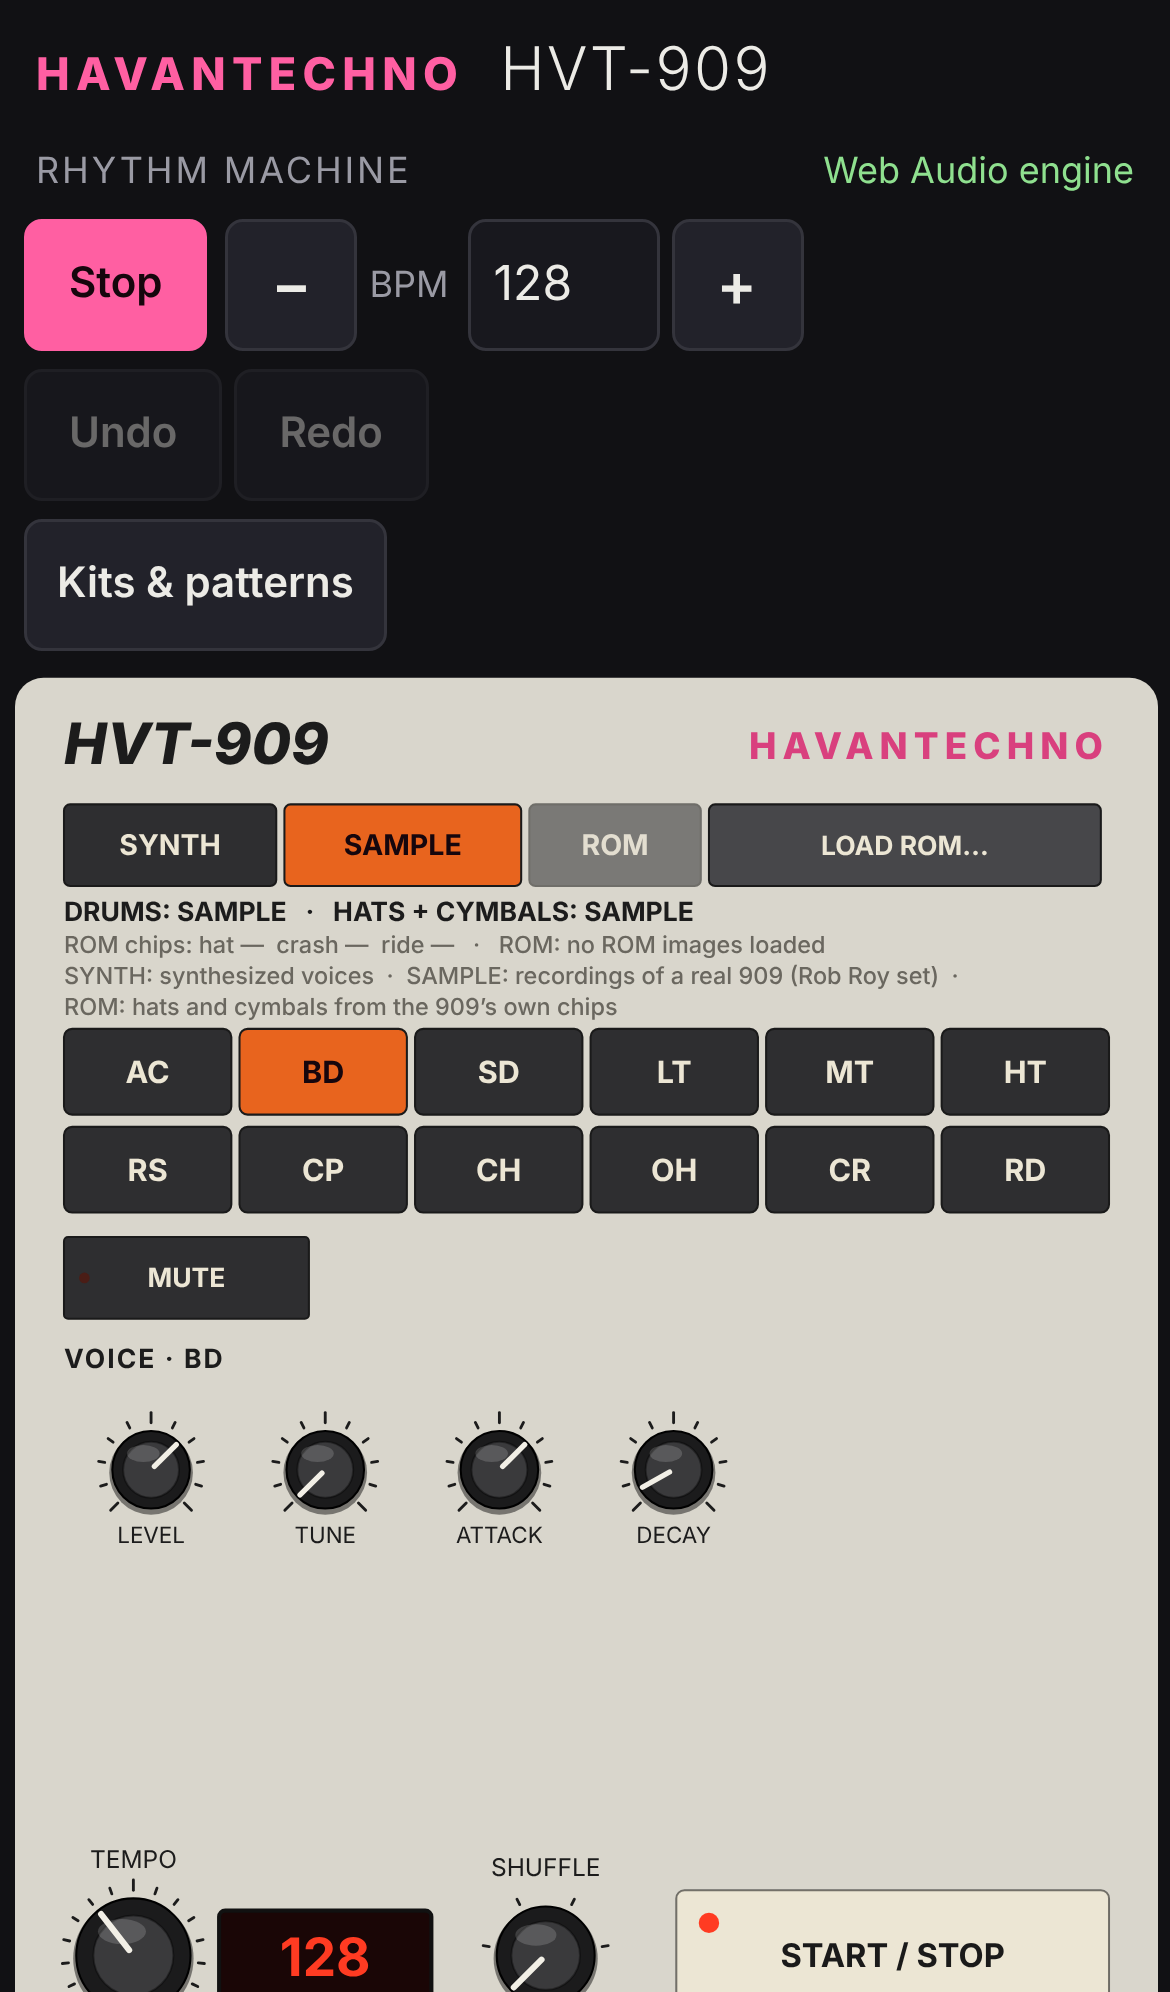 HAVANTECHNO HVT-909
RHYTHM MACHINE Web Audio engine
Stop − BPM 128 +
Undo Redo
Kits & patterns
HVT-909 HAVANTECHNO
SYNTH SAMPLE ROM LOAD ROM...
DRUMS: SAMPLE · HATS + CYMBALS: SAMPLE
ROM chips: hat — crash — ride — · ROM: no ROM images loaded
SYNTH: synthesized voices · SAMPLE: recordings of a real 909 (Rob Roy set) ·
ROM: hats and cymbals from the 909’s own chips
AC BD SD LT MT HT
RS CP CH OH CR RD
MUTE
VOICE · BD
LEVEL TUNE ATTACK DECAY
TEMPO SHUFFLE
128 START / STOP